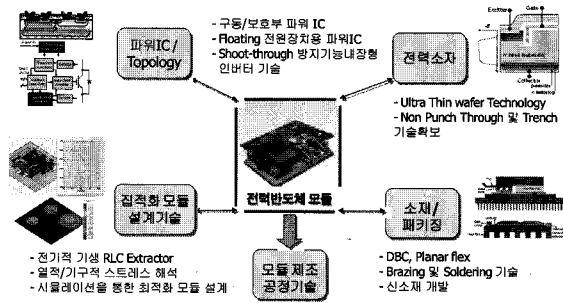 파워IC /
Topology
- 구동/보호부 파워 IC
- Floating 전원장치용 파워IC
- Shoot-through 방지기능내장형
인버터 기술
전력소자
Emitter
Gate
Collector
- Ultra Thin wafer Technology
- Non Punch Through 및 Trench
기술확보
전력반도체 모듈
집적화 모듈
설계기술
- 전기적 기생 RLC Extractor
- 열적/기구적 스트레스 해석
- 시뮬레이션을 통한 최적화 모듈 설계
모듈 제조
공정기술
소재/
패키징
- DBC, Planar flex
- Brazing 및 Soldering 기술
- 신소재 개발